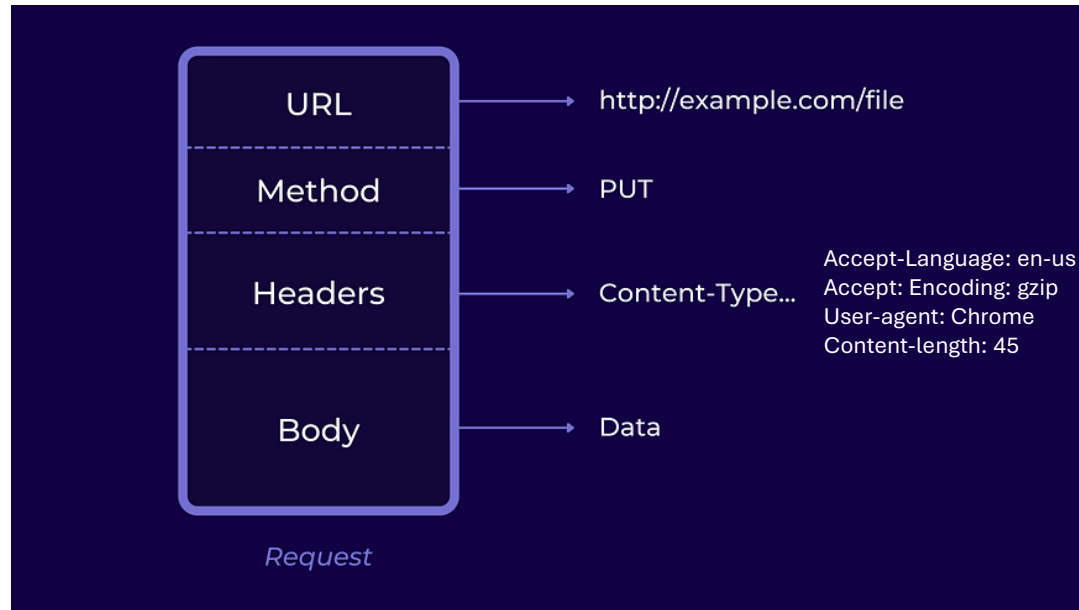 URL
http://example.com/file
Method
PUT
Headers
Content-Type...
Accept-Language: en-us
Accept: Encoding: gzip
User-agent: Chrome
Content-length: 45
Body
Data
Request